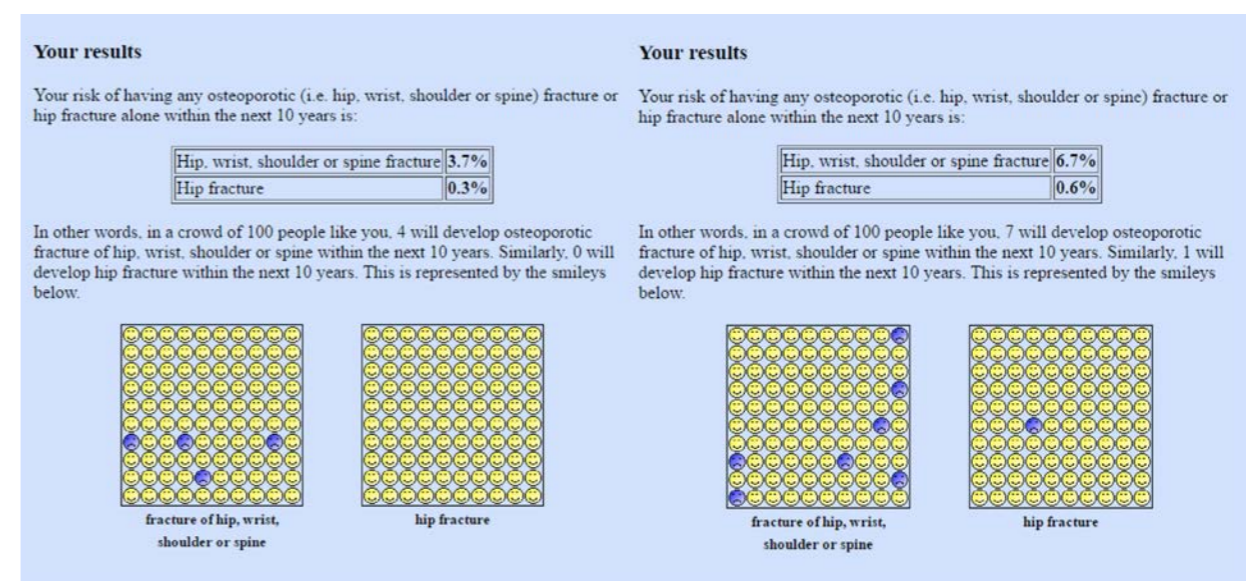 Your results
Your risk of having any osteoporotic (i.e. hip, wrist, shoulder or spine) fracture or
hip fracture alone within the next 10 years is:
Hip, wrist, shoulder or spine fracture 3.7%
Hip fracture 0.3%
In other words, in a crowd of 100 people like you, 4 will develop osteoporotic
fracture of hip, wrist, shoulder or spine within the next 10 years. Similarly, 0 will
develop hip fracture within the next 10 years. This is represented by the smileys
below.
fracture of hip, wrist,
shoulder or spine
hip fracture
Your results
Your risk of having any osteoporotic (i.e. hip, wrist, shoulder or spine) fracture or
hip fracture alone within the next 10 years is:
Hip, wrist, shoulder or spine fracture 6.7%
Hip fracture 0.6%
In other words, in a crowd of 100 people like you, 7 will develop osteoporotic
fracture of hip, wrist, shoulder or spine within the next 10 years. Similarly, 1 will
develop hip fracture within the next 10 years. This is represented by the smileys
below.
fracture of hip, wrist,
shoulder or spine
hip fracture